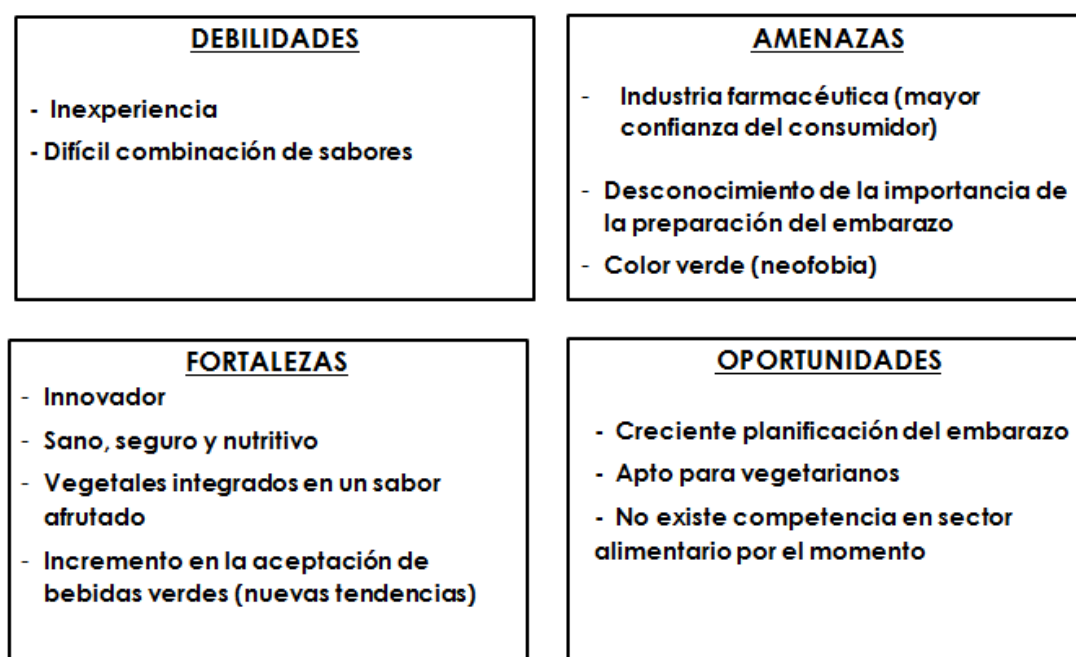 DEBILIDADES
- Inexperiencia
- Difícil combinación de sabores
AMENAZAS
- Industria farmacéutica (mayor
confianza del consumidor)
- Desconocimiento de la importancia de
la preparación del embarazo
- Color verde (neofobia)
FORTALEZAS
- Innovador
- Sano, seguro y nutritivo
- Vegetales integrados en un sabor
afrutado
- Incremento en la aceptación de
bebidas verdes (nuevas tendencias)
OPORTUNIDADES
- Creciente planificación del embarazo
- Apto para vegetarianos
- No existe competencia en sector
alimentario por el momento